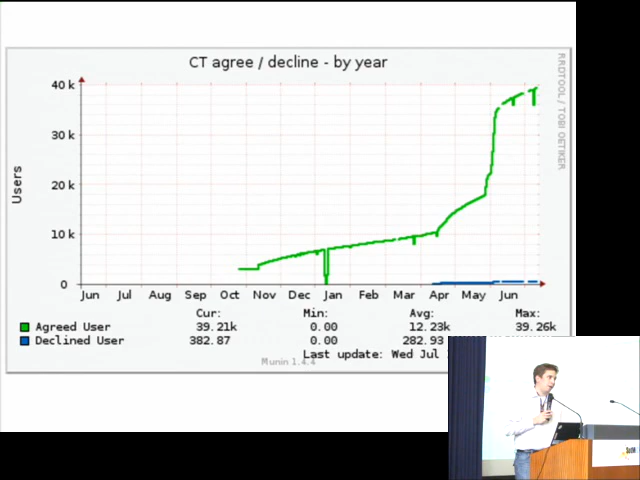 CT agree / decline - by year
RRDTOOL / TOBI OETIKER
Users
40 k
30 k
20 k
10 k
0
Jun Jul Aug Sep Oct Nov Dec Jan Feb Mar Apr May Jun
Cur: Min: Avg: Max:
Agreed User 39.21k 0.00 12.23k 39.26k
Declined User 382.87 0.00 282.93
Last update: Wed Jul
Munin 1.4.4